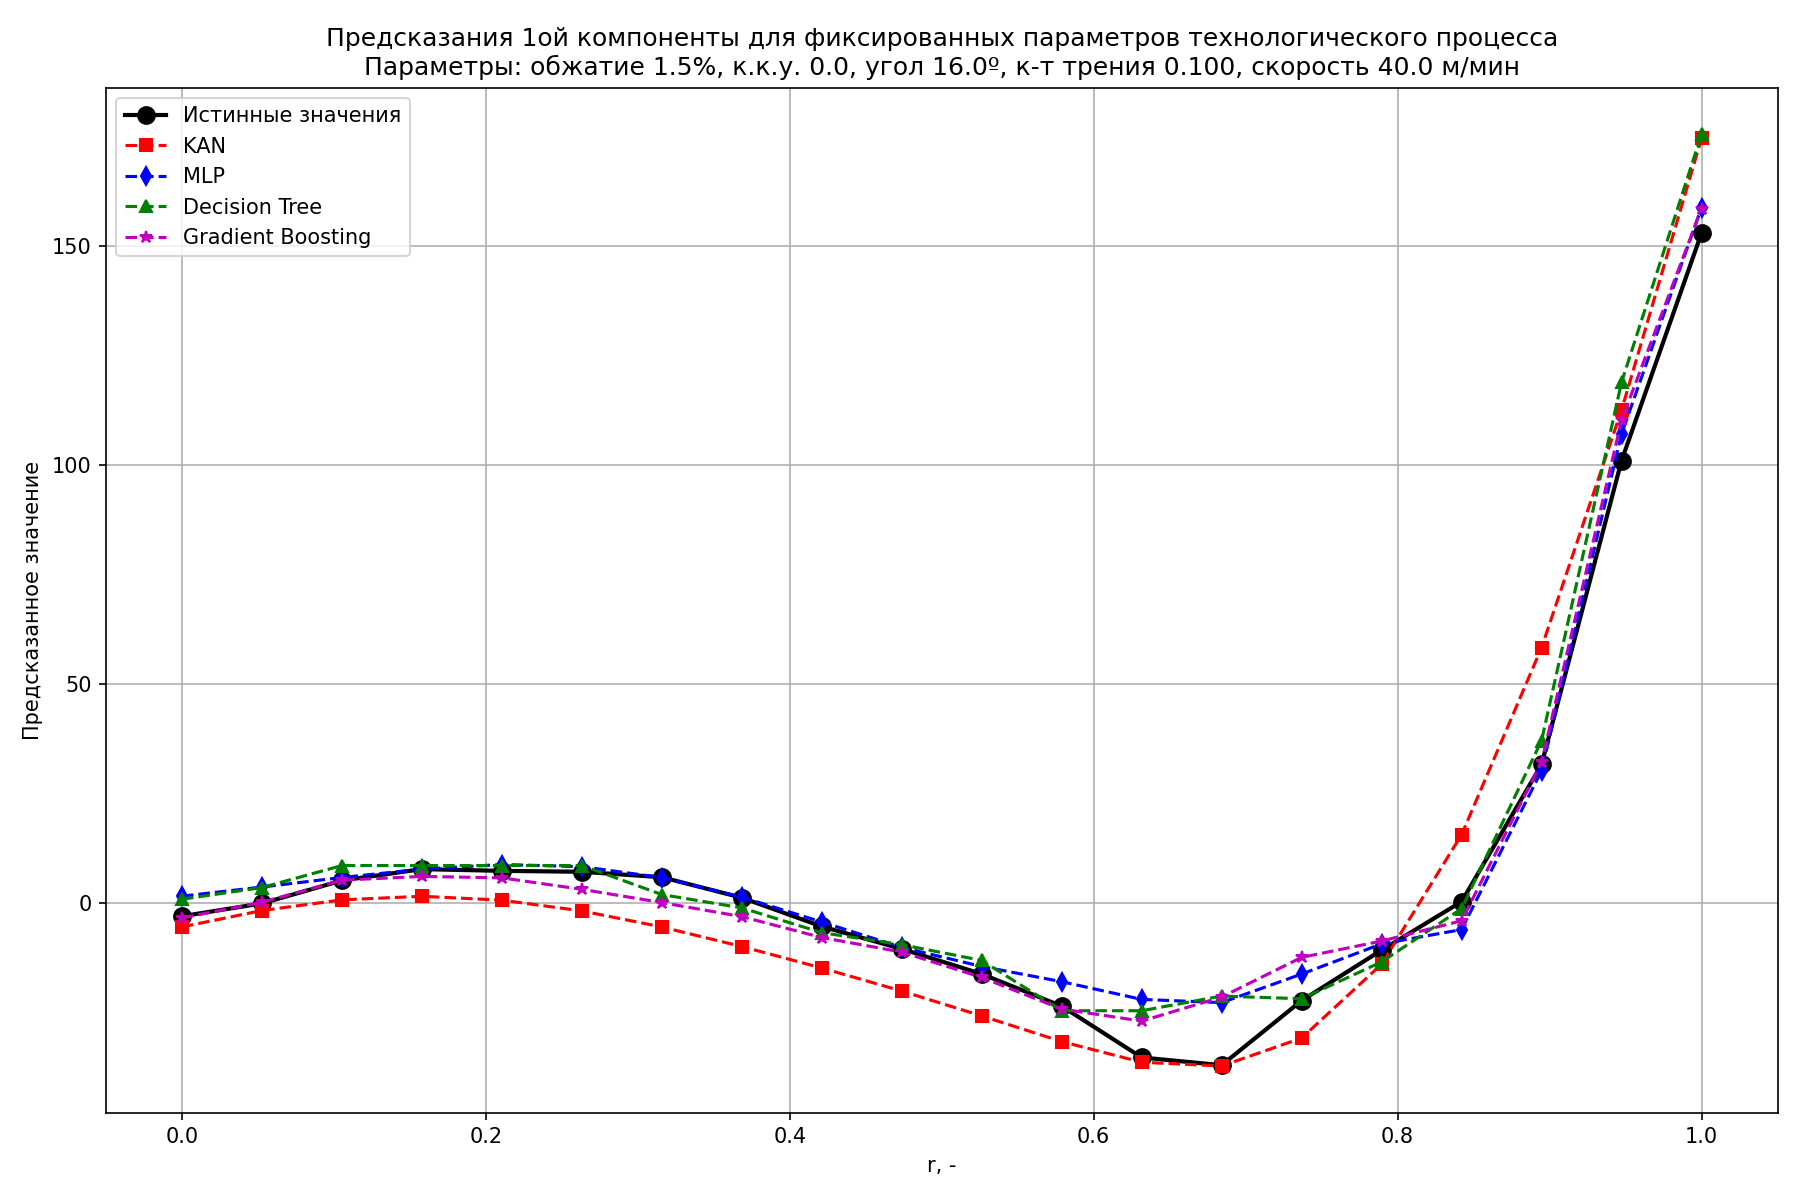 Предсказания 1ой компоненты для фиксированных параметров технологического процесса
Параметры: обжатие 1.5%, к.к.у. 0.0, угол 16.0º, к-т трения 0.100, скорость 40.0 м/мин
Истинные значения
KAN
MLP
Decision Tree
Gradient Boosting
Предсказанное значение
150
100
50
0
0.0
0.2
0.4
0.6
0.8
1.0
r, -